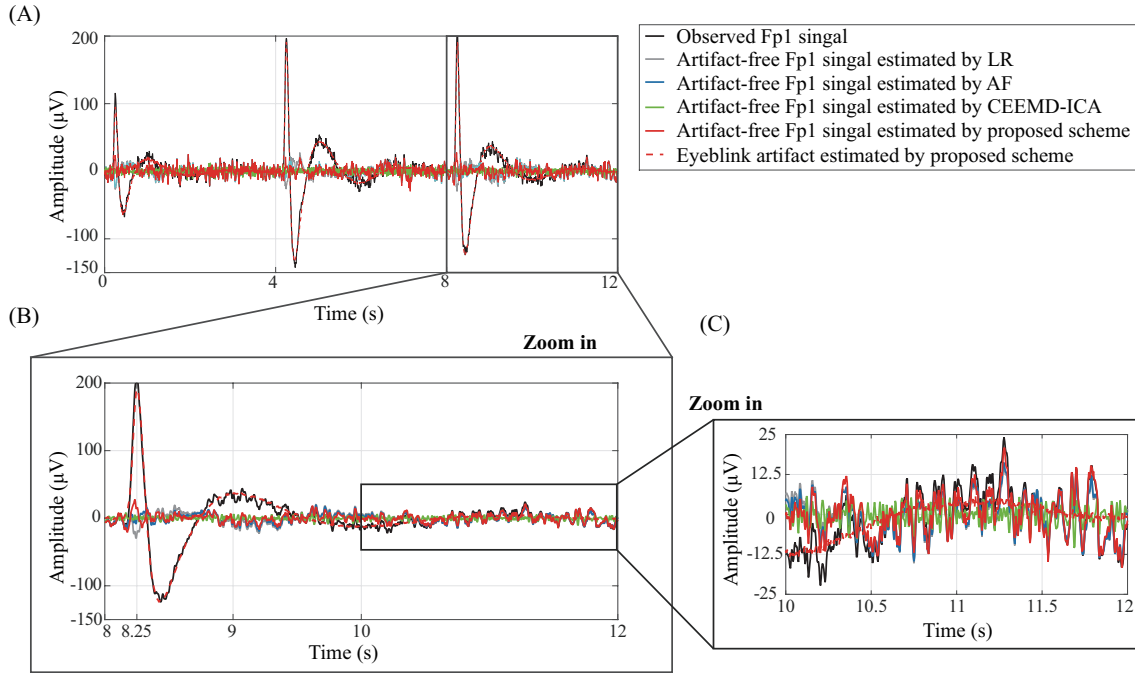 (A)
200
100
0
-100
-150
Amplitude (μV)
0
4
8
12
Time (s)
Observed Fp1 singal
Artifact-free Fp1 singal estimated by LR
Artifact-free Fp1 singal estimated by AF
Artifact-free Fp1 singal estimated by CEEMD-ICA
Artifact-free Fp1 singal estimated by proposed scheme
Eyeblink artifact estimated by proposed scheme
(B)
Zoom in
200
100
0
-100
-150
Amplitude (μV)
8
8.25
9
10
12
Time (s)
(C)
Zoom in
25
12.5
0
-12.5
-25
Amplitude (μV)
10
10.5
11
11.5
12
Time (s)